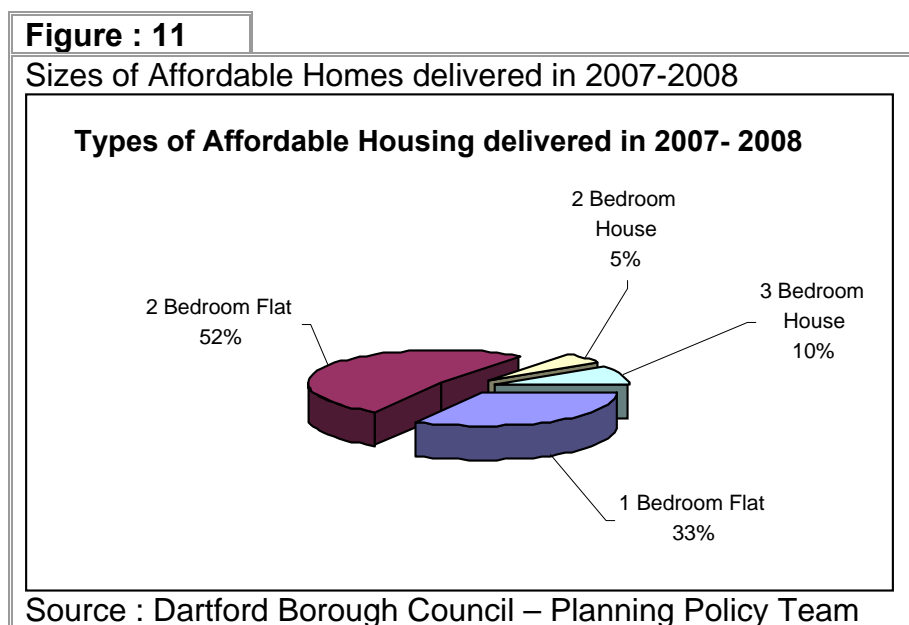 Figure : 11
Sizes of Affordable Homes delivered in 2007-2008
Types of Affordable Housing delivered in 2007- 2008
2 Bedroom
House
5%
3 Bedroom
House
10%
2 Bedroom Flat
52%
1 Bedroom Flat
33%
Source : Dartford Borough Council – Planning Policy Team